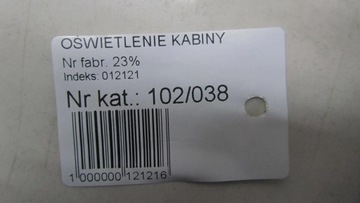 OŚWIETLENIE KABINY
Nr fabr. 23%
Indeks: 012121
Nr kat.: 102/038
1 000000 121216